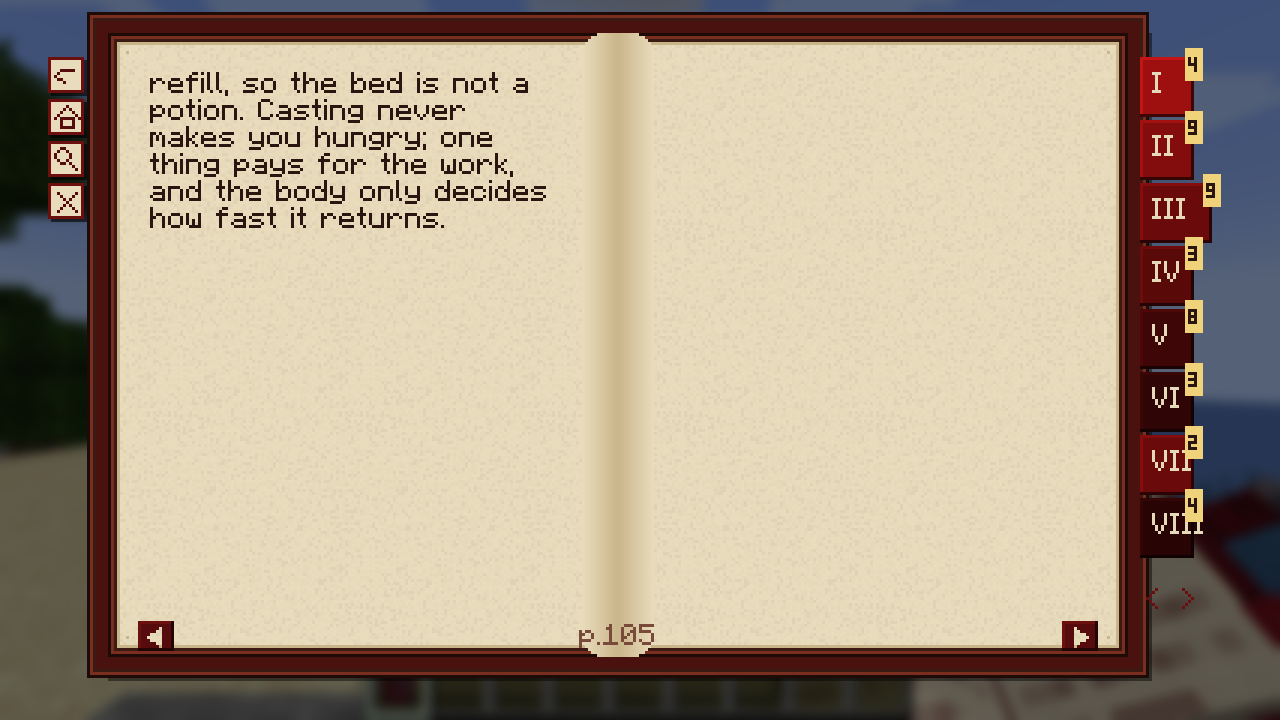 refill, so the bed is not a
potion. Casting never
makes you hungry; one
thing pays for the work,
and the body only decides
how fast it returns.
p.105
I
4
II
9
III
9
IV
3
V
8
VI
3
VII
2
VIII
4